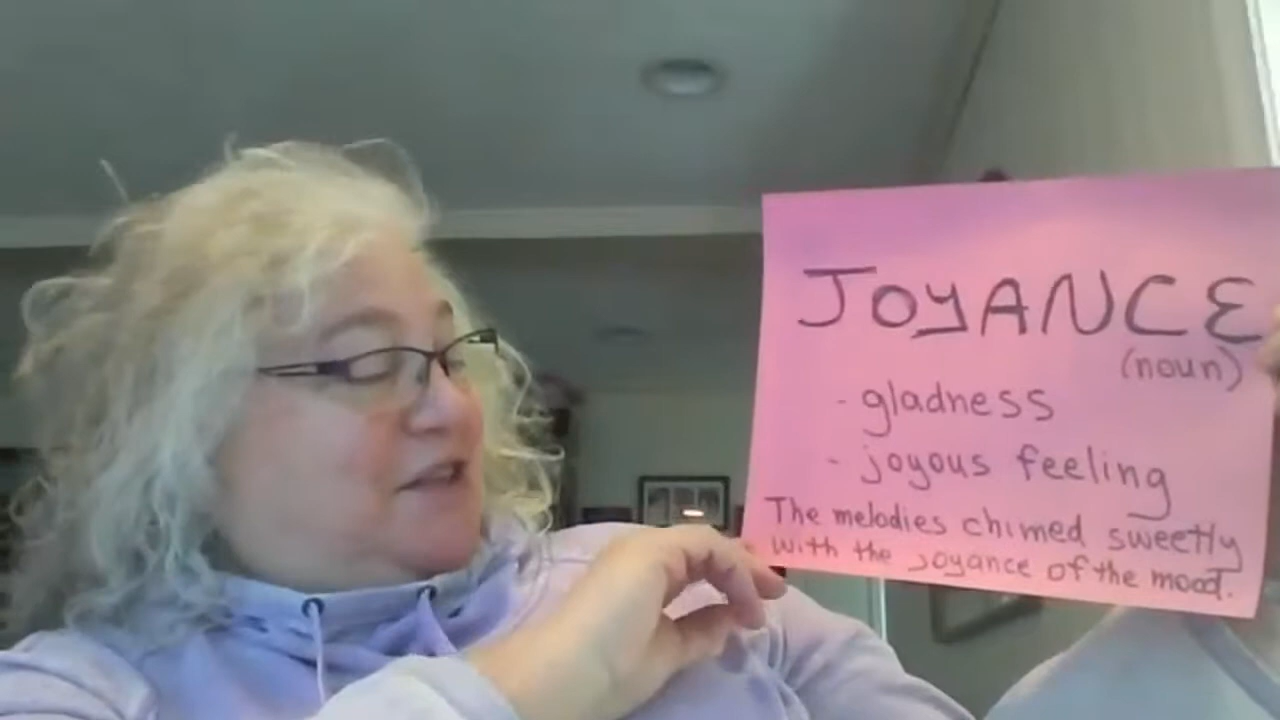 JOYANCE
(noun)
- gladness
- joyous feeling
The melodies chimed sweetly
with the joyance of the mood.